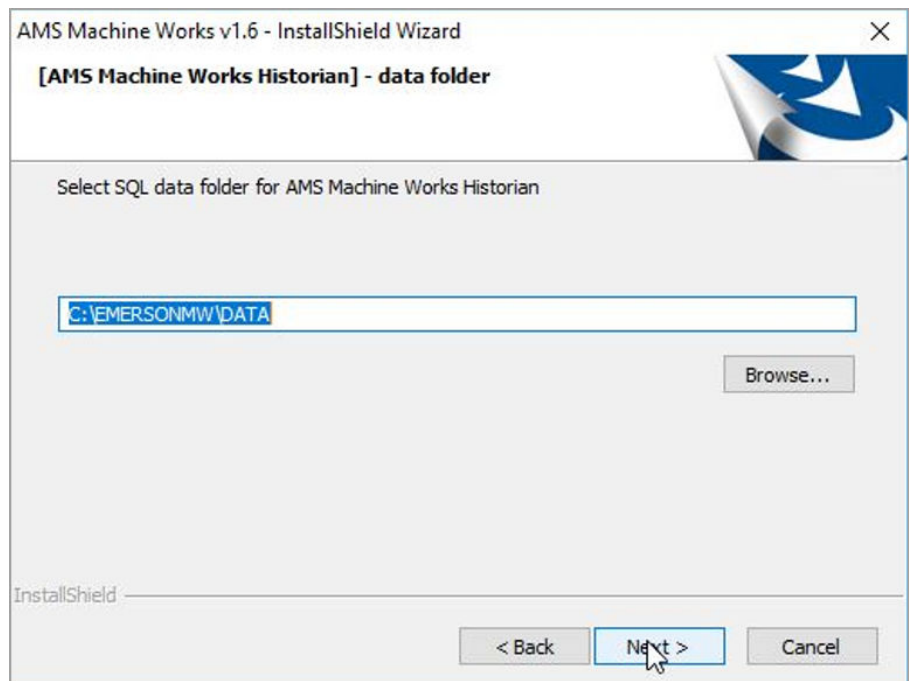 AMS Machine Works v1.6 - InstallShield Wizard
[AMS Machine Works Historian] - data folder
Select SQL data folder for AMS Machine Works Historian
C:\EMERSONMW\DATA
Browse...
InstallShield
< Back Next > Cancel